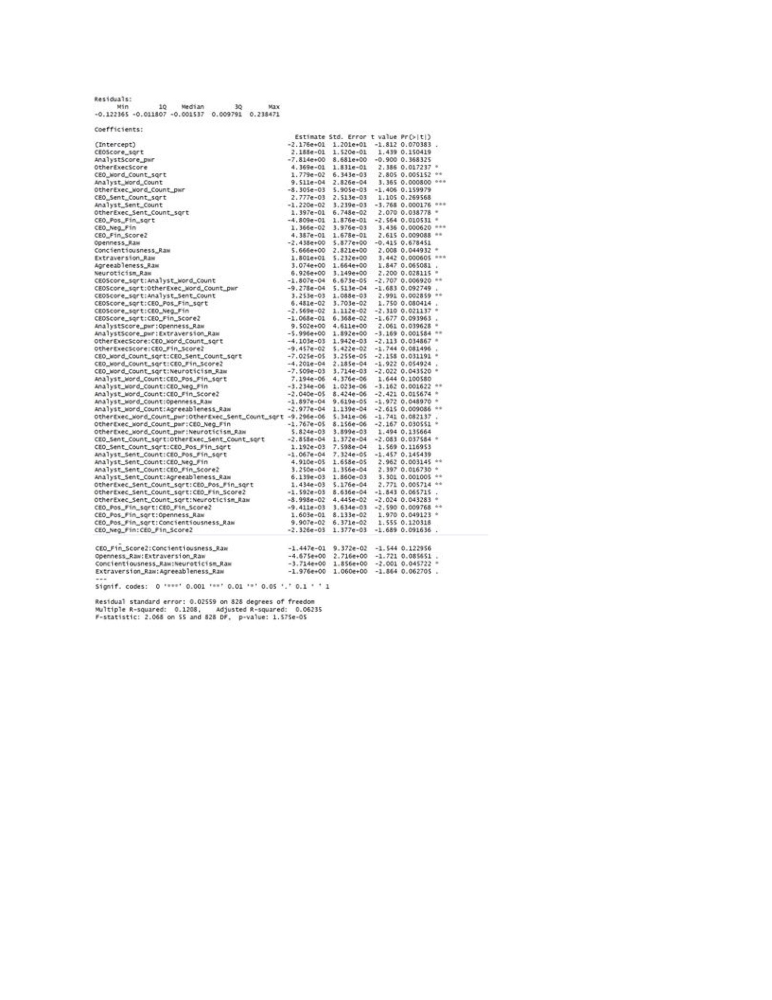 Residuals:
Min 1Q Median 3Q Max
-0.122365 -0.011807 -0.001537 0.009791 0.238471
Coefficients:
Estimate Std. Error t value Pr(>|t|)
(Intercept) -2.176e+01 1.201e+01 -1.812 0.070383 .
CEOScore_sqrt 2.188e-01 1.520e-01 1.439 0.150419
AnalystScore_pwr -7.814e+00 8.681e+00 -0.900 0.368325
OtherExecScore 4.369e-01 1.831e-01 2.386 0.017237 *
CEO_Word_Count_sqrt 1.779e-02 6.343e-03 2.805 0.005152 **
Analyst_Word_Count 9.511e-04 2.826e-04 3.365 0.000800 ***
OtherExec_Word_Count_pwr -8.305e-03 5.905e-03 -1.406 0.159979
CEO_Sent_Count_sqrt 2.777e-03 2.513e-03 1.105 0.269568
Analyst_Sent_Count -1.220e-02 3.239e-03 -3.768 0.000176 ***
OtherExec_Sent_Count_sqrt 1.397e-01 6.748e-02 2.070 0.038778 *
CEO_Pos_Fin_sqrt -4.809e-01 1.876e-01 -2.564 0.010531 *
CEO_Neg_Fin 1.366e-02 3.976e-03 3.436 0.000620 ***
CEO_Fin_Score2 4.387e-01 1.678e-01 2.615 0.009088 **
Openness_Raw -2.438e+00 5.877e+00 -0.415 0.678451
Concientiousness_Raw 5.666e+00 2.821e+00 2.008 0.044932 *
Extraversion_Raw 1.801e+01 5.232e+00 3.442 0.000605 ***
Agreeableness_Raw 3.074e+00 1.664e+00 1.847 0.065081 .
Neuroticism_Raw 6.926e+00 3.149e+00 2.200 0.028115 *
CEOScore_sqrt:Analyst_Word_Count -1.807e-04 6.673e-05 -2.707 0.006920 **
CEOScore_sqrt:OtherExec_Word_Count_pwr -9.278e-04 5.513e-04 -1.683 0.092749 .
CEOScore_sqrt:Analyst_Sent_Count 3.253e-03 1.088e-03 2.991 0.002859 **
CEOScore_sqrt:CEO_Pos_Fin_sqrt 6.481e-02 3.703e-02 1.750 0.080414 .
CEOScore_sqrt:CEO_Neg_Fin -2.569e-02 1.112e-02 -2.310 0.021137 *
CEOScore_sqrt:CEO_Fin_Score2 -1.068e-01 6.368e-02 -1.677 0.093963 .
AnalystScore_pwr:Openness_Raw 9.502e+00 4.611e+00 2.061 0.039628 *
AnalystScore_pwr:Extraversion_Raw -5.996e+00 1.892e+00 -3.169 0.001584 **
OtherExecScore:CEO_Word_Count_sqrt -4.103e-03 1.942e-03 -2.113 0.034867 *
OtherExecScore:CEO_Fin_Score2 -9.457e-02 5.422e-02 -1.744 0.081496 .
CEO_Word_Count_sqrt:CEO_Sent_Count_sqrt -7.025e-05 3.255e-05 -2.158 0.031191 *
CEO_Word_Count_sqrt:CEO_Fin_Score2 -4.201e-04 2.185e-04 -1.922 0.054924 .
CEO_Word_Count_sqrt:Neuroticism_Raw -7.509e-03 3.714e-03 -2.022 0.043520 *
Analyst_Word_Count:CEO_Pos_Fin_sqrt 7.194e-06 4.376e-06 1.644 0.100580
Analyst_Word_Count:CEO_Neg_Fin -3.234e-06 1.023e-06 -3.162 0.001622 **
Analyst_Word_Count:CEO_Fin_Score2 -2.040e-05 8.424e-06 -2.421 0.015674 *
Analyst_Word_Count:Openness_Raw -1.897e-04 9.619e-05 -1.972 0.048970 *
Analyst_Word_Count:Agreeableness_Raw -2.977e-04 1.139e-04 -2.615 0.009086 **
OtherExec_Word_Count_pwr:OtherExec_Sent_Count_sqrt -9.296e-06 5.341e-06 -1.741 0.082137 .
OtherExec_Word_Count_pwr:CEO_Neg_Fin -1.767e-05 8.156e-06 -2.167 0.030551 *
OtherExec_Word_Count_pwr:Neuroticism_Raw 5.824e-03 3.899e-03 1.494 0.135664
CEO_Sent_Count_sqrt:OtherExec_Sent_Count_sqrt -2.858e-04 1.372e-04 -2.083 0.037584 *
CEO_Sent_Count_sqrt:CEO_Pos_Fin_sqrt 1.192e-03 7.598e-04 1.569 0.116953
Analyst_Sent_Count:CEO_Pos_Fin_sqrt -1.067e-04 7.324e-05 -1.457 0.145439
Analyst_Sent_Count:CEO_Neg_Fin 4.910e-05 1.658e-05 2.962 0.003145 **
Analyst_Sent_Count:CEO_Fin_Score2 3.250e-04 1.356e-04 2.397 0.016730 *
Analyst_Sent_Count:Agreeableness_Raw 6.139e-03 1.860e-03 3.301 0.001005 **
OtherExec_Sent_Count_sqrt:CEO_Pos_Fin_sqrt 1.434e-03 5.176e-04 2.771 0.005714 **
OtherExec_Sent_Count_sqrt:CEO_Fin_Score2 -1.592e-03 8.636e-04 -1.843 0.065715 .
OtherExec_Sent_Count_sqrt:Neuroticism_Raw -8.998e-02 4.445e-02 -2.024 0.043283 *
CEO_Pos_Fin_sqrt:CEO_Fin_Score2 -9.411e-03 3.634e-03 -2.590 0.009768 **
CEO_Pos_Fin_sqrt:Openness_Raw 1.603e-01 8.133e-02 1.970 0.049123 *
CEO_Pos_Fin_sqrt:Concientiousness_Raw 9.907e-02 6.371e-02 1.555 0.120318
CEO_Neg_Fin:CEO_Fin_Score2 -2.326e-03 1.377e-03 -1.689 0.091636 .
CEO_Fin_Score2:Concientiousness_Raw -1.447e-01 9.372e-02 -1.544 0.122956
Openness_Raw:Extraversion_Raw -4.675e+00 2.716e+00 -1.721 0.085651 .
Concientiousness_Raw:Neuroticism_Raw -3.714e+00 1.856e+00 -2.001 0.045722 *
Extraversion_Raw:Agreeableness_Raw -1.976e+00 1.060e+00 -1.864 0.062705 .
---
Signif. codes: 0 '***' 0.001 '**' 0.01 '*' 0.05 '.' 0.1 ' ' 1
Residual standard error: 0.02559 on 828 degrees of freedom
Multiple R-squared: 0.1208, Adjusted R-squared: 0.06235
F-statistic: 2.068 on 55 and 828 DF, p-value: 1.575e-05